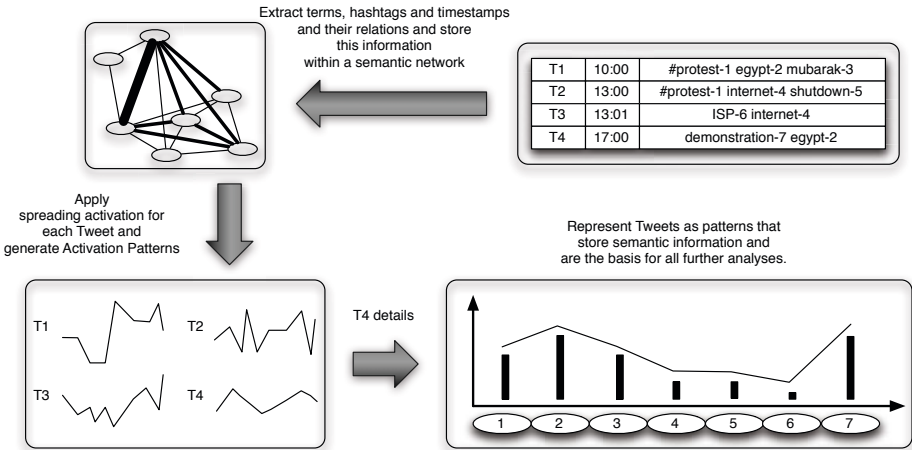 Extract terms, hashtags and timestamps
and their relations and store
this information
within a semantic network
T1 10:00 #protest-1 egypt-2 mubarak-3
T2 13:00 #protest-1 internet-4 shutdown-5
T3 13:01 ISP-6 internet-4
T4 17:00 demonstration-7 egypt-2
Apply
spreading activation for
each Tweet and
generate Activation Patterns
Represent Tweets as patterns that
store semantic information and
are the basis for all further analyses.
T1 T2
T3 T4
T4 details
1 2 3 4 5 6 7